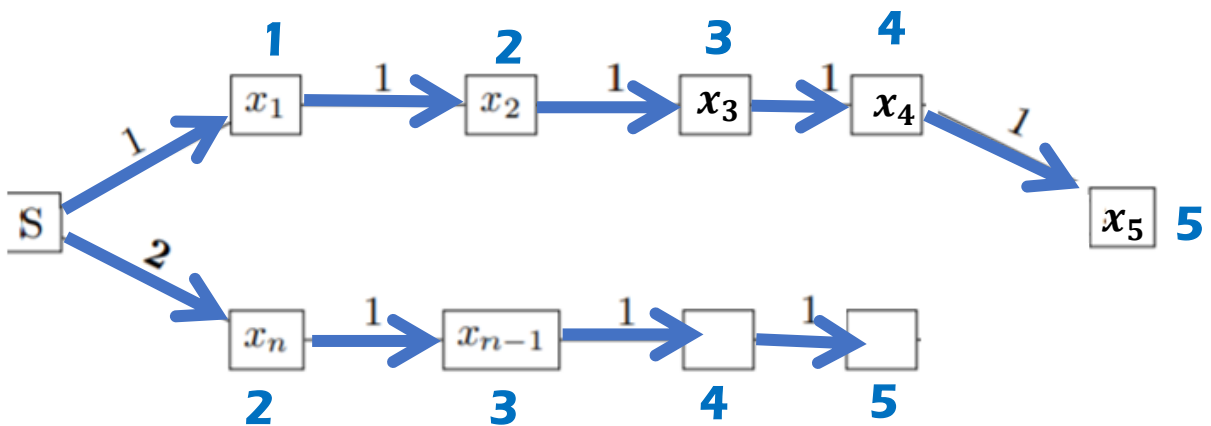 1 2 3 4
1 1 1
x₁ x₂ x₃ x₄
1 1
S x₅ 5
2
1 1 1
xₙ xₙ₋₁
2 3 4 5